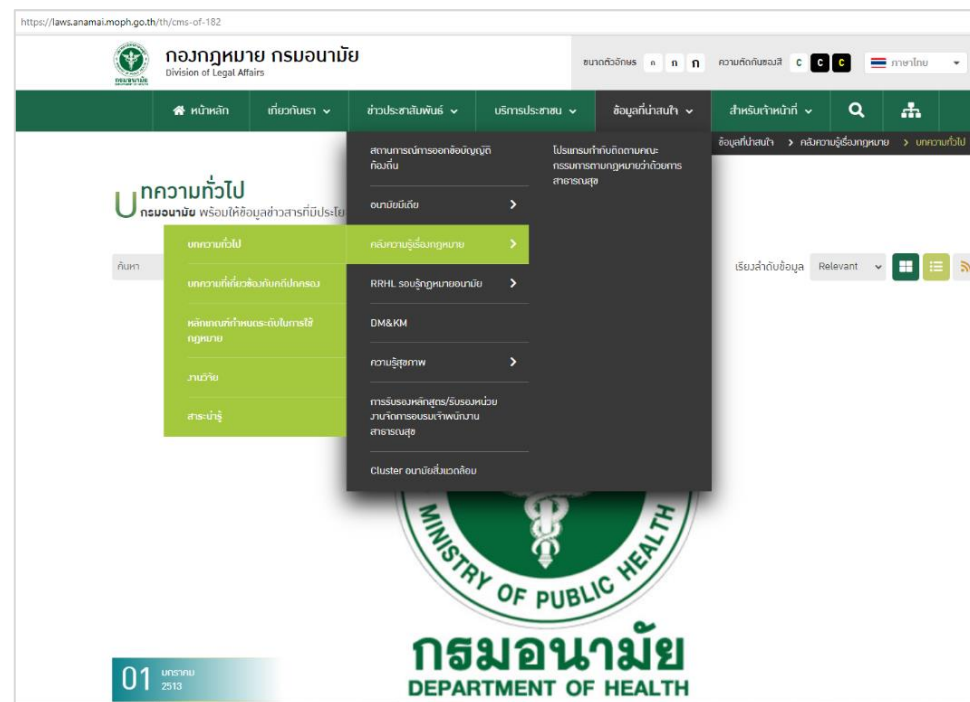 https://laws.anamai.moph.go.th/th/cms-of-182
กองกฎหมาย กรมอนามัย
Division of Legal Affairs
ขนาดตัวอักษร ก ก ก ความตัดกันของสี C C C ภาษาไทย
หน้าหลัก เกี่ยวกับเรา ข่าวประชาสัมพันธ์ บริการประชาชน ข้อมูลที่น่าสนใจ สำหรับเจ้าหน้าที่
ข้อมูลที่น่าสนใจ > คลังความรู้เรื่องกฎหมาย > บทความทั่วไป
สถานการณ์การออกข้อบัญญัติ
ท้องถิ่น
โปรแกรมกำกับติดตามคณะ
กรรมการตามกฎหมายว่าด้วยการ
สาธารณสุข
บทความทั่วไป
กรมอนามัย พร้อมให้ข้อมูลข่าวสารที่มีประโย
อนามัยมีเดีย
คลังความรู้เรื่องกฎหมาย
RRHL รอบรู้กฎหมายอนามัย
DM&KM
ความรู้สุขภาพ
การรับรองหลักสูตร/รับรองหน่วย
งานจัดการอบรมเจ้าพนักงาน
สาธารณสุข
Cluster อนามัยสิ่งแวดล้อม
บทความทั่วไป
บทความที่เกี่ยวข้องกับคดีปกครอง
หลักเกณฑ์กำหนดระดับในการใช้
กฎหมาย
งานวิจัย
สาระน่ารู้
ค้นหา
เรียงลำดับข้อมูล Relevant
MINISTRY OF PUBLIC HEALTH
กรมอนามัย
DEPARTMENT OF HEALTH
01 มกราคม
2513